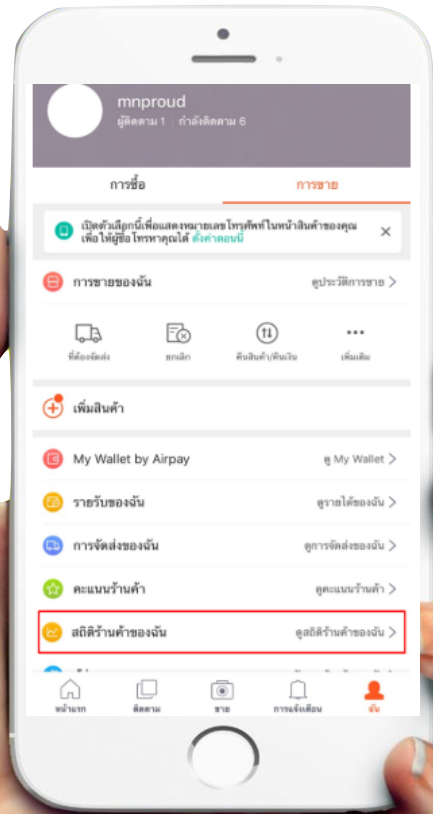 mnproud
ผู้ติดตาม 1 | กำลังติดตาม 6
การซื้อ
การขาย
เปิดตัวเลือกนี้เพื่อแสดงหมายเลขโทรศัพท์ในหน้าสินค้าของคุณ
เพื่อให้ผู้ซื้อโทรหาคุณได้ ตั้งค่าตอนนี้
การขายของฉัน
ดูประวัติการขาย >
ที่ต้องจัดส่ง
ยกเลิก
คืนสินค้า/คืนเงิน
เพิ่มเติม
เพิ่มสินค้า
My Wallet by Airpay
ดู My Wallet >
รายรับของฉัน
ดูรายได้ของฉัน >
การจัดส่งของฉัน
ดูการจัดส่งของฉัน >
คะแนนร้านค้า
ดูคะแนนร้านค้า >
สถิติร้านค้าของฉัน
ดูสถิติร้านค้าของฉัน >
หน้าแรก
ติดตาม
ขาย
การแจ้งเตือน
ฉัน